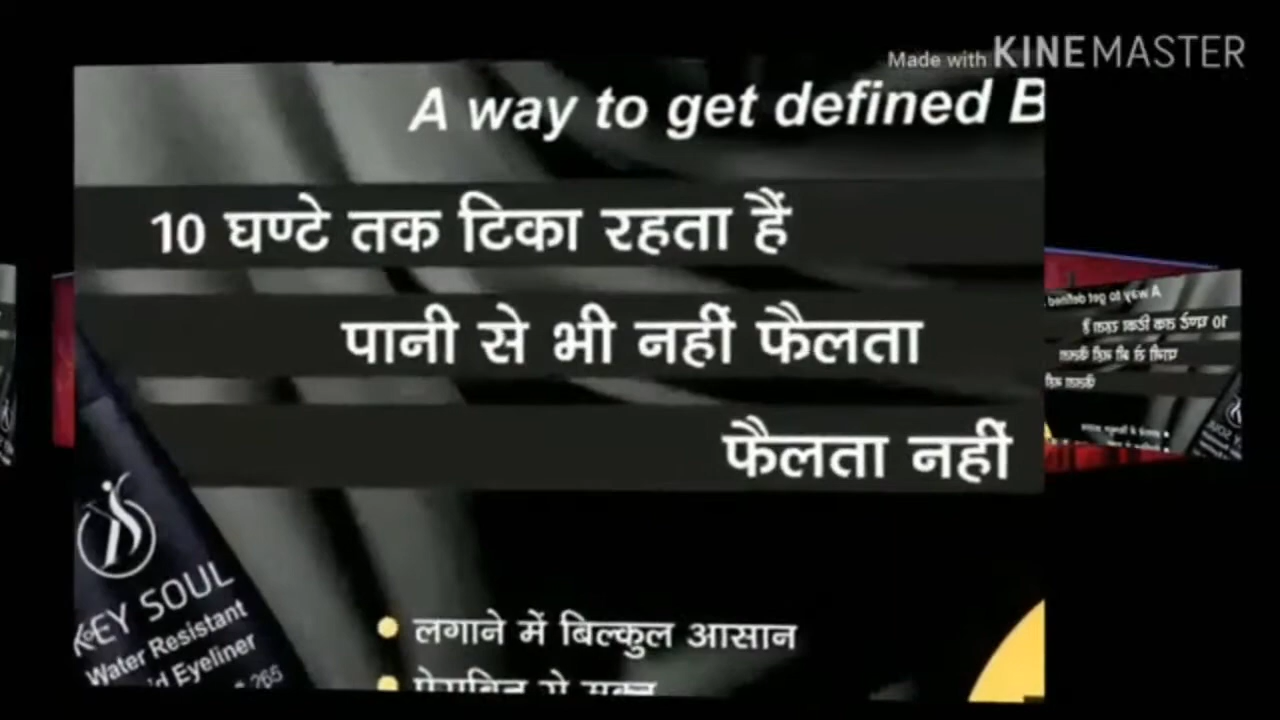 Made with KINEMASTER
A way to get defined
10 घण्टे तक टिका रहता हैं
पानी से भी नहीं फैलता
फैलता नहीं
KEY SOUL
Water Resistant
Eyeliner
265
लगाने में बिल्कुल आसान